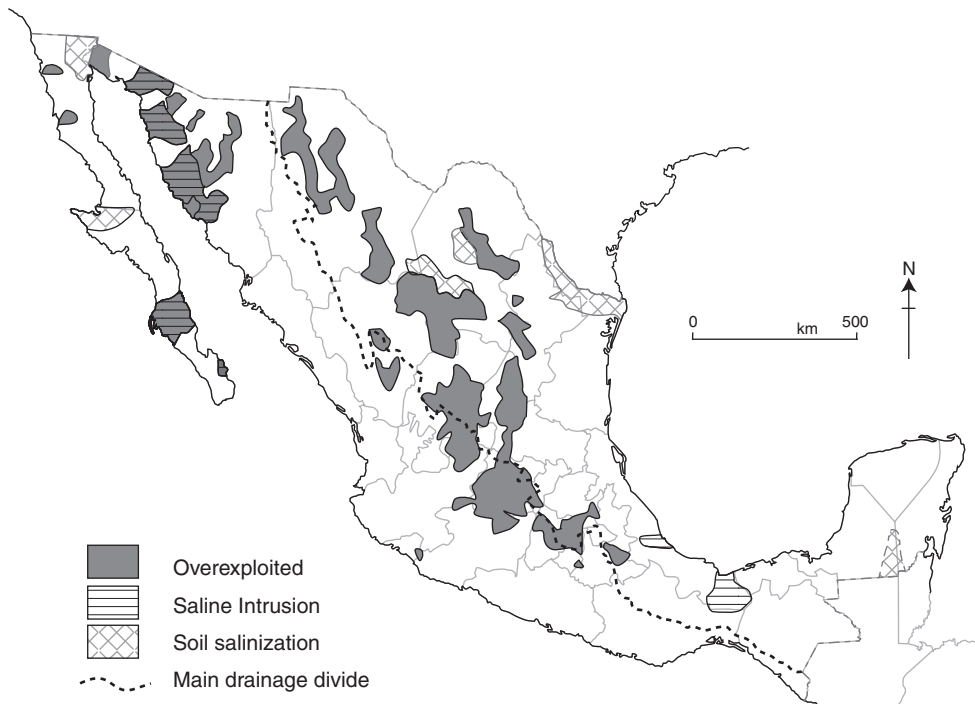 N
0 500
km
Overexploited
Saline Intrusion
Soil salinization
Main drainage divide